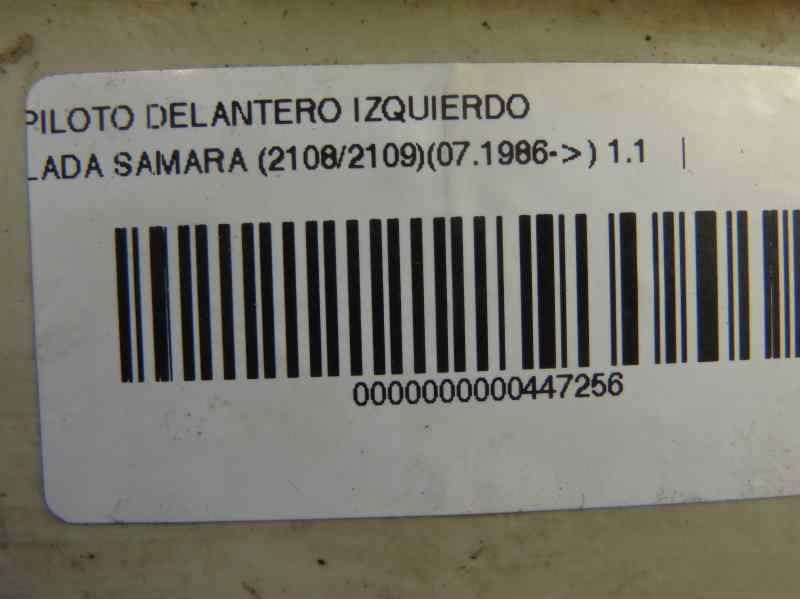 PILOTO DELANTERO IZQUIERDO
LADA SAMARA (2108/2109)(07.1986->) 1.1 |
0000000000447256